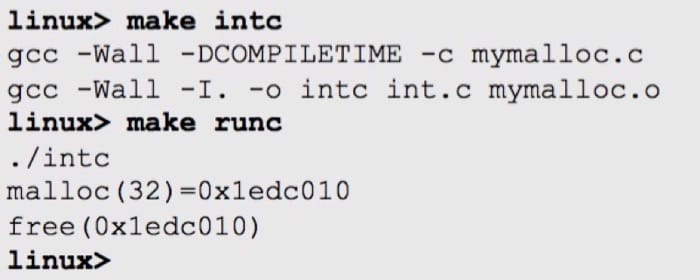 linux> make intc
gcc -Wall -DCOMPILETIME -c mymalloc.c
gcc -Wall -I. -o intc int.c mymalloc.o
linux> make runc
./intc
malloc(32)=0x1edc010
free(0x1edc010)
linux>